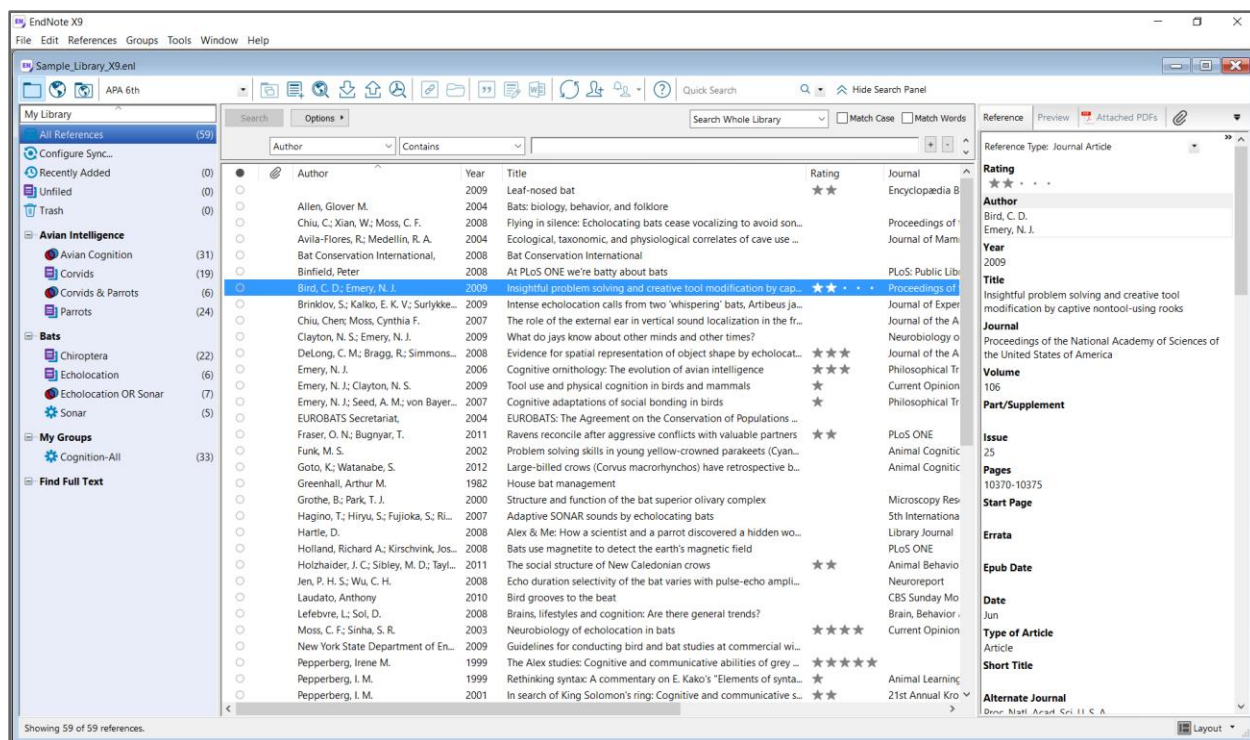 EndNote X9
File Edit References Groups Tools Window Help
Sample_Library_X9.enl
APA 6th
Quick Search
Hide Search Panel
My Library
All References (59)
Configure Sync...
Recently Added (0)
Unfiled (0)
Trash (0)
Avian Intelligence
Avian Cognition (31)
Corvids (19)
Corvids & Parrots (6)
Parrots (24)
Bats
Chiroptera (22)
Echolocation (6)
Echolocation OR Sonar (7)
Sonar (5)
My Groups
Cognition-All (33)
Find Full Text
Search Options Search Whole Library Match Case Match Words
Author Contains + -
Author Year Title Rating Journal
2009 Leaf-nosed bat Encyclopædia B
Allen, Glover M. 2004 Bats: biology, behavior, and folklore
Chiu, C.; Xian, W.; Moss, C. F. 2008 Flying in silence: Echolocating bats cease vocalizing to avoid son... Proceedings of
Avila-Flores, R.; Medellin, R. A. 2004 Ecological, taxonomic, and physiological correlates of cave use ... Journal of Mam
Bat Conservation International, 2008 Bat Conservation International
Binfield, Peter 2008 At PLoS ONE we're batty about bats PLoS: Public Lib
Bird, C. D.; Emery, N. J. 2009 Insightful problem solving and creative tool modification by cap... Proceedings of
Brinklov, S.; Kalko, E. K. V.; Surlykke... 2009 Intense echolocation calls from two 'whispering' bats, Artibeus ja... Journal of Exper
Chiu, Chen; Moss, Cynthia F. 2007 The role of the external ear in vertical sound localization in the fr... Journal of the A
Clayton, N. S.; Emery, N. J. 2009 What do jays know about other minds and other times? Neurobiology o
DeLong, C. M.; Bragg, R.; Simmons... 2008 Evidence for spatial representation of object shape by echolocat... Journal of the A
Emery, N. J. 2006 Cognitive ornithology: The evolution of avian intelligence Philosophical Tr
Emery, N. J.; Clayton, N. S. 2009 Tool use and physical cognition in birds and mammals Current Opinion
Emery, N. J.; Seed, A. M.; von Bayer... 2007 Cognitive adaptations of social bonding in birds Philosophical Tr
EUROBATS Secretariat, 2004 EUROBATS: The Agreement on the Conservation of Populations ...
Fraser, O. N.; Bugnyar, T. 2011 Ravens reconcile after aggressive conflicts with valuable partners PLoS ONE
Funk, M. S. 2002 Problem solving skills in young yellow-crowned parakeets (Cyan... Animal Cognitic
Goto, K.; Watanabe, S. 2012 Large-billed crows (Corvus macrorhynchos) have retrospective b... Animal Cognitic
Greenhall, Arthur M. 1982 House bat management
Grothe, B.; Park, T. J. 2000 Structure and function of the bat superior olivary complex Microscopy Res
Hagino, T.; Hiryu, S.; Fujioka, S.; Ri... 2007 Adaptive SONAR sounds by echolocating bats 5th Internationa
Hartle, D. 2008 Alex & Me: How a scientist and a parrot discovered a hidden wo... Library Journal
Holland, Richard A.; Kirschvink, Jos... 2008 Bats use magnetite to detect the earth's magnetic field PLoS ONE
Holzhaider, J. C.; Sibley, M. D.; Tayl... 2011 The social structure of New Caledonian crows Animal Behavio
Jen, P. H. S.; Wu, C. H. 2008 Echo duration selectivity of the bat varies with pulse-echo ampli... Neuroreport
Laudato, Anthony 2010 Bird grooves to the beat CBS Sunday Mo
Lefebvre, L.; Sol, D. 2008 Brains, lifestyles and cognition: Are there general trends? Brain, Behavior
Moss, C. F.; Sinha, S. R. 2003 Neurobiology of echolocation in bats Current Opinion
New York State Department of En... 2009 Guidelines for conducting bird and bat studies at commercial wi...
Pepperberg, Irene M. 1999 The Alex studies: Cognitive and communicative abilities of grey ...
Pepperberg, I. M. 1999 Rethinking syntax: A commentary on E. Kako's "Elements of synta... Animal Learning
Pepperberg, I. M. 2001 In search of King Solomon's ring: Cognitive and communicative s... 21st Annual Kro
Reference Preview Attached PDFs
Reference Type: Journal Article
Rating
Author
Bird, C. D.
Emery, N. J.
Year
2009
Title
Insightful problem solving and creative tool
modification by captive nontool-using rooks
Journal
Proceedings of the National Academy of Sciences of
the United States of America
Volume
106
Part/Supplement
Issue
25
Pages
10370-10375
Start Page
Errata
Epub Date
Date
Jun
Type of Article
Article
Short Title
Alternate Journal
Proc. Natl. Acad. Sci. U. S. A.
Showing 59 of 59 references.
Layout